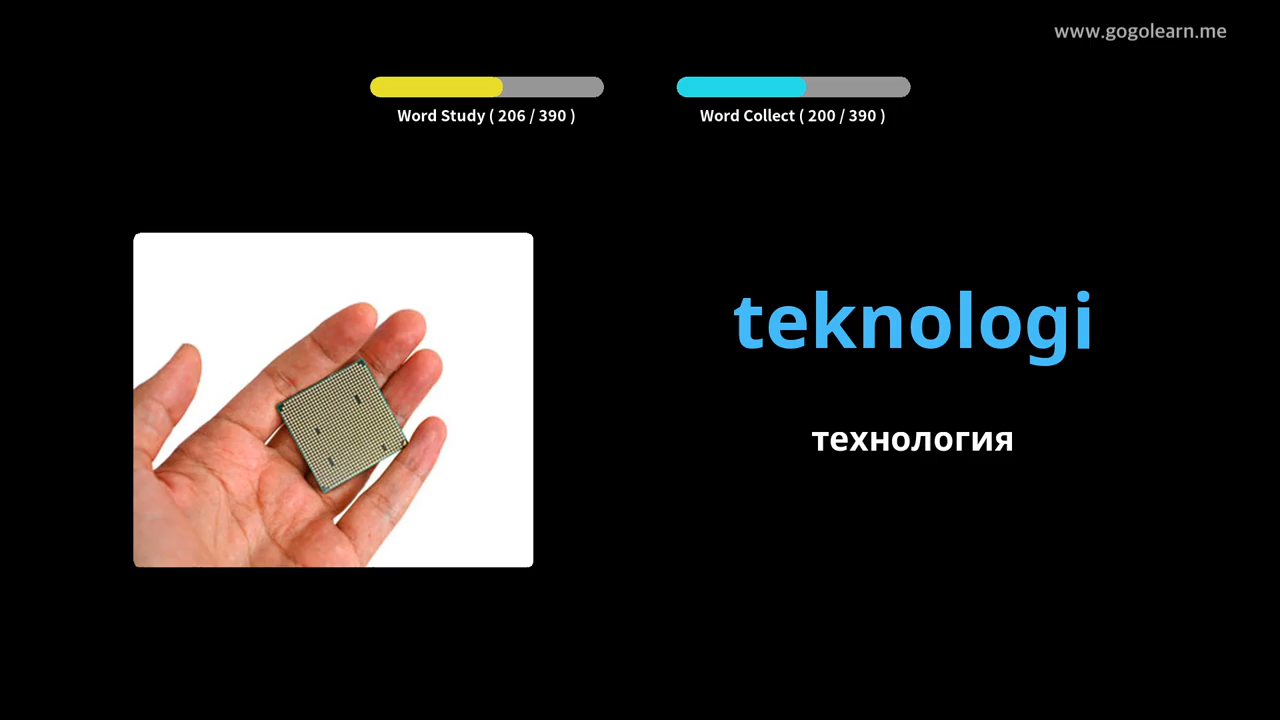 www.gogolearn.me
Word Study ( 206 / 390 )
Word Collect ( 200 / 390 )
teknologi
технология